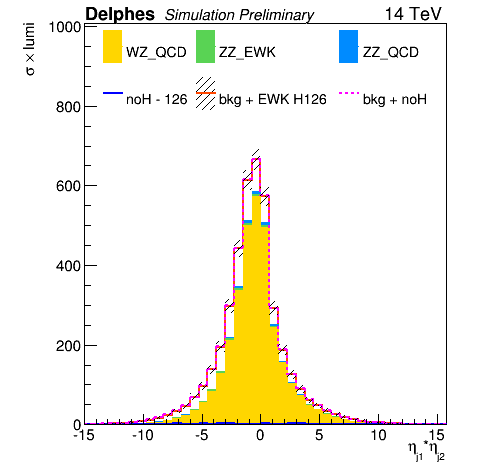 Delphes Simulation Preliminary 14 TeV
σ × lumi
WZ_QCD ZZ_EWK ZZ_QCD
noH - 126 bkg + EWK H126 bkg + noH
1000
800
600
400
200
0
-15 -10 -5 0 5 10 15
η_j1*η_j2